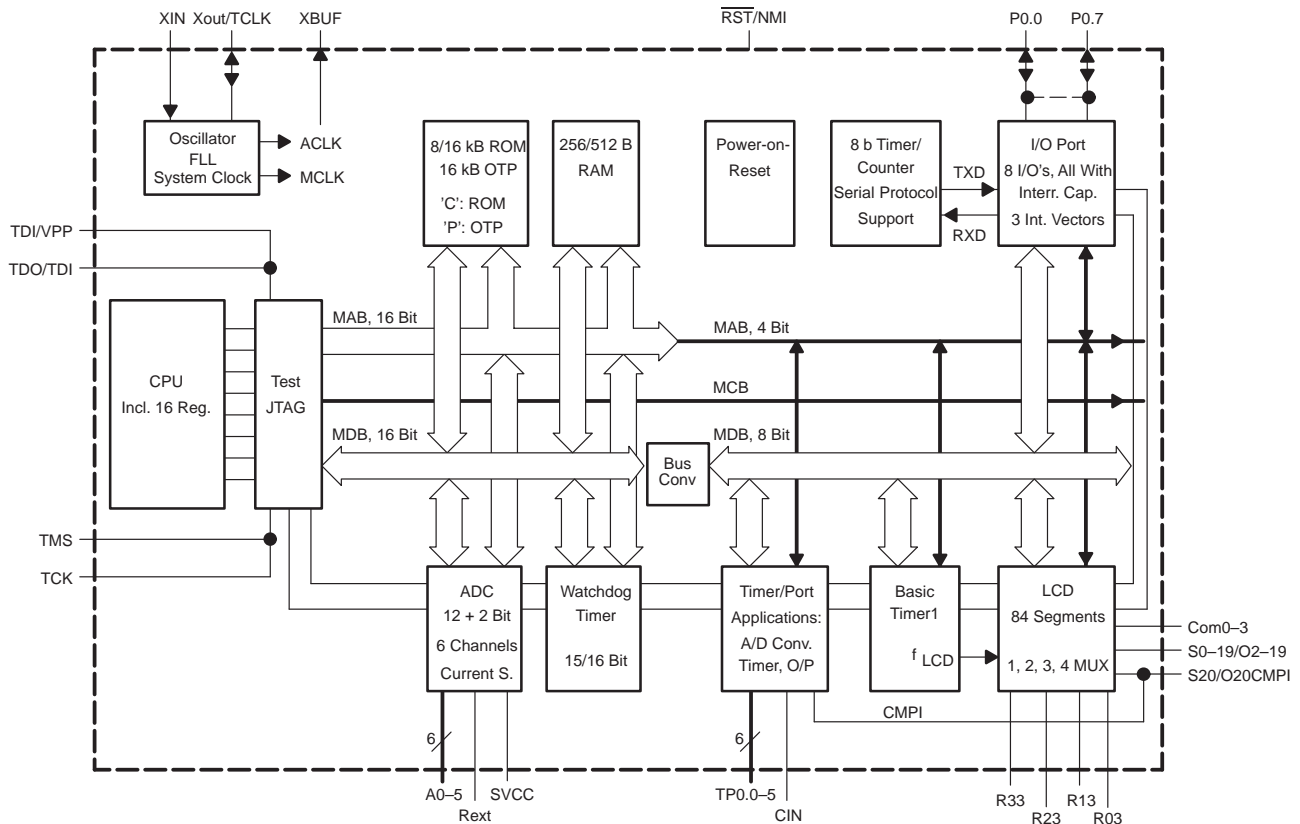 XIN Xout/TCLK XBUF RST/NMI P0.0 P0.7
Oscillator
FLL
System Clock
ACLK
MCLK
8/16 kB ROM
16 kB OTP
'C': ROM
'P': OTP
256/512 B
RAM
Power-on-
Reset
8 b Timer/
Counter
Serial Protocol
Support
TXD
RXD
I/O Port
8 I/O's, All With
Interr. Cap.
3 Int. Vectors
TDI/VPP
TDO/TDI
MAB, 16 Bit
MAB, 4 Bit
CPU
Incl. 16 Reg.
Test
JTAG
MCB
MDB, 16 Bit
MDB, 8 Bit
Bus
Conv
TMS
TCK
ADC
12 + 2 Bit
6 Channels
Current S.
Watchdog
Timer
15/16 Bit
Timer/Port
Applications:
A/D Conv.
Timer, O/P
Basic
Timer1
f LCD
LCD
84 Segments
1, 2, 3, 4 MUX
Com0–3
S0–19/O2–19
S20/O20CMPI
CMPI
6
6
A0–5
Rext
SVCC
TP0.0–5
CIN
R33
R23
R13
R03